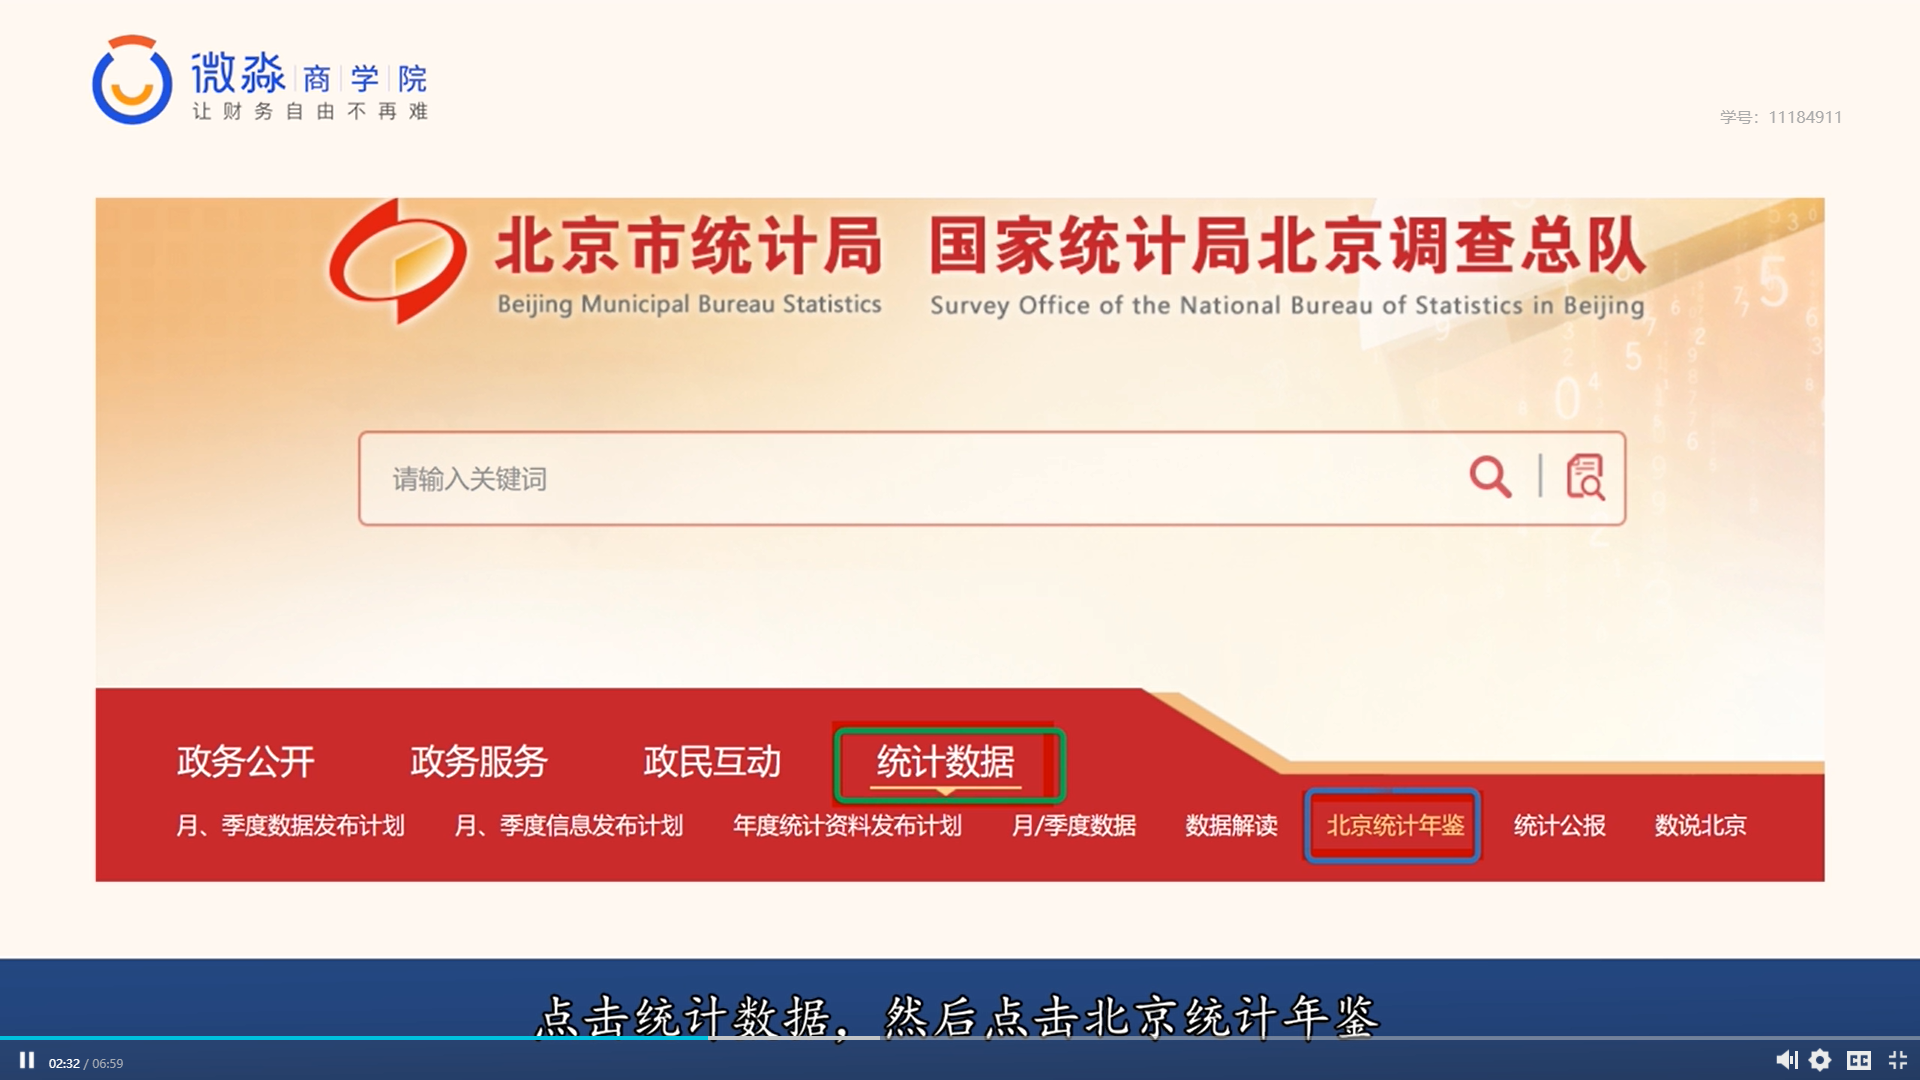 微淼 商 学 院
让财务自由不再难
学号：11184911
北京市统计局 国家统计局北京调查总队
Beijing Municipal Bureau Statistics Survey Office of the National Bureau of Statistics in Beijing
请输入关键词
政务公开 政务服务 政民互动 统计数据
月、季度数据发布计划 月、季度信息发布计划 年度统计资料发布计划 月/季度数据 数据解读 北京统计年鉴 统计公报 数说北京
点击统计数据，然后点击北京统计年鉴
02:32 / 06:59 CC